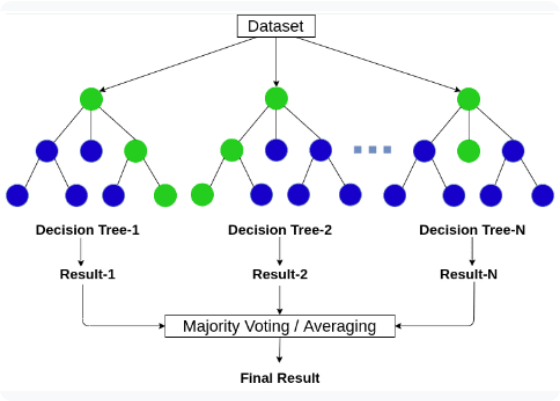 Dataset
Decision Tree-1
Decision Tree-2
Decision Tree-N
Result-1
Result-2
Result-N
Majority Voting / Averaging
Final Result